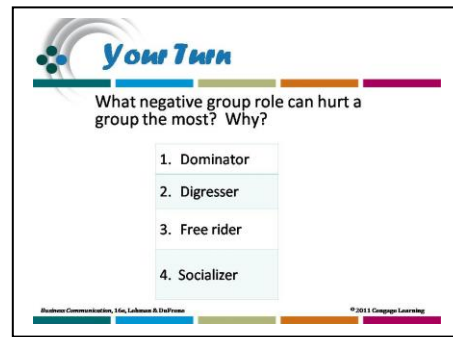 Your Turn
What negative group role can hurt a
group the most? Why?
1. Dominator
2. Digresser
3. Free rider
4. Socializer
Business Communication, 16e, Lehman & DuFrene
©2011 Cengage Learning